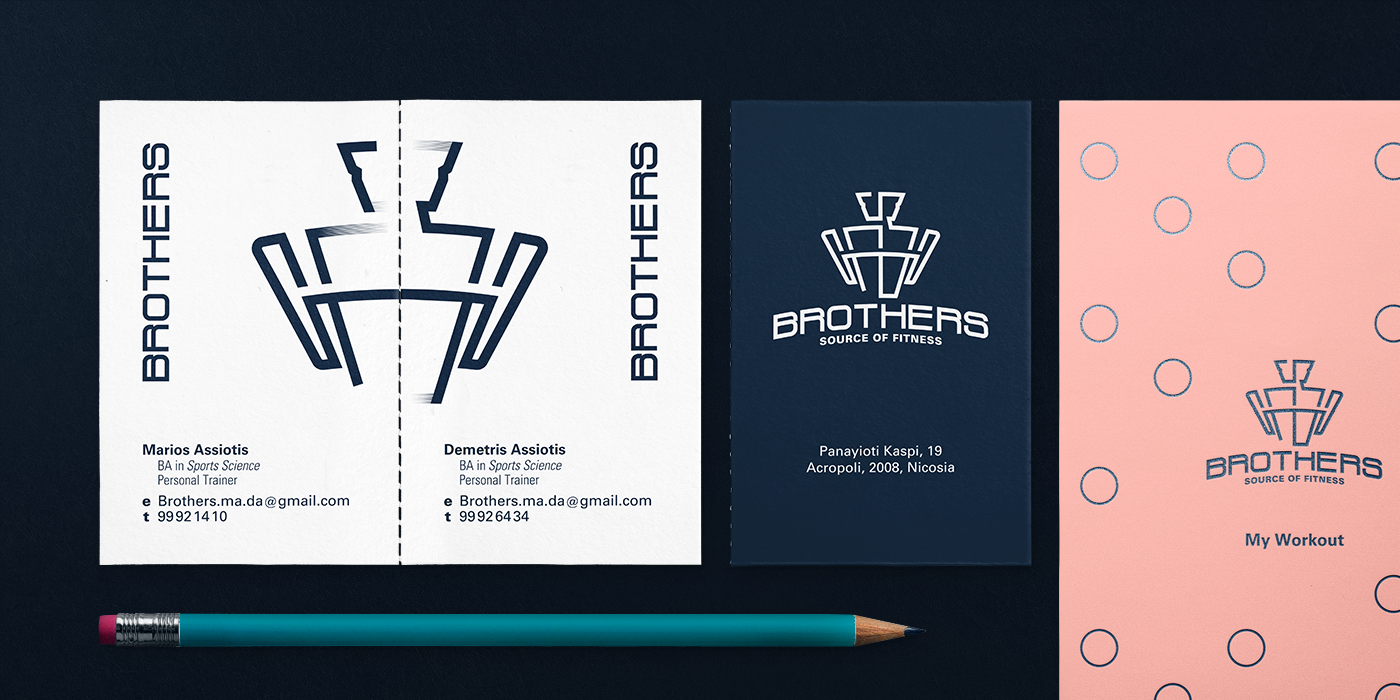 BROTHERS
BROTHERS
Marios Assiotis
BA in Sports Science
Personal Trainer
e Brothers.ma.da@gmail.com
t 99921410
Demetris Assiotis
BA in Sports Science
Personal Trainer
e Brothers.ma.da@gmail.com
t 99926434
BROTHERS
SOURCE OF FITNESS
Panayioti Kaspi, 19
Acropoli, 2008, Nicosia
BROTHERS
SOURCE OF FITNESS
My Workout